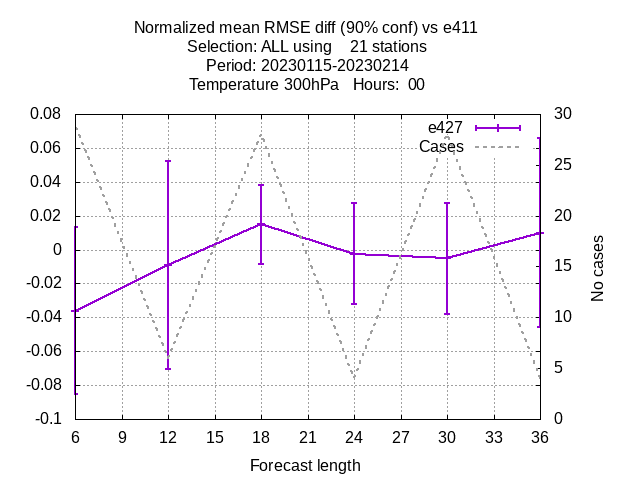 Normalized mean RMSE diff (90% conf) vs e411
Selection: ALL using    21 stations
Period: 20230115-20230214
Temperature 300hPa   Hours:  00
e427
Cases
0.08
0.06
0.04
0.02
0
-0.02
-0.04
-0.06
-0.08
-0.1
30
25
20
15
10
5
0
No cases
6 9 12 15 18 21 24 27 30 33 36
Forecast length